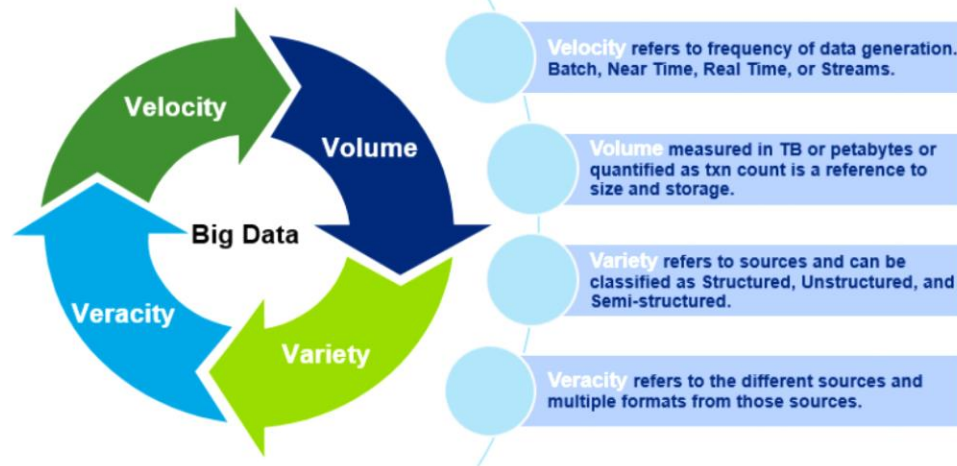 Velocity
Volume
Big Data
Veracity
Variety
Velocity refers to frequency of data generation.
Batch, Near Time, Real Time, or Streams.
Volume measured in TB or petabytes or
quantified as txn count is a reference to
size and storage.
Variety refers to sources and can be
classified as Structured, Unstructured, and
Semi-structured.
Veracity refers to the different sources and
multiple formats from those sources.